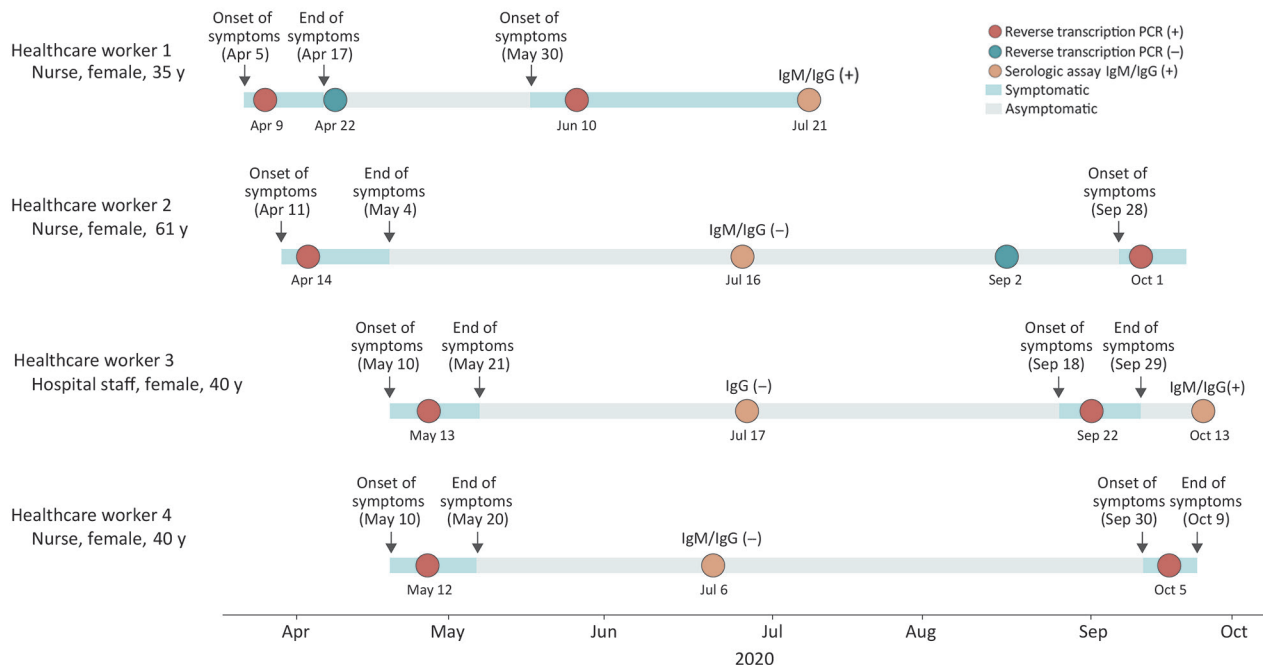 Onset of
symptoms
(Apr 5)
End of
symptoms
(Apr 17)
Onset of
symptoms
(May 30)
Healthcare worker 1
Nurse, female, 35 y
IgM/IgG (+)
Apr 9
Apr 22
Jun 10
Jul 21
Reverse transcription PCR (+)
Reverse transcription PCR (–)
Serologic assay IgM/IgG (+)
Symptomatic
Asymptomatic
Onset of
symptoms
(Apr 11)
End of
symptoms
(May 4)
Onset of
symptoms
(Sep 28)
Healthcare worker 2
Nurse, female, 61 y
IgM/IgG (–)
Apr 14
Jul 16
Sep 2
Oct 1
Onset of
symptoms
(May 10)
End of
symptoms
(May 21)
Onset of
symptoms
(Sep 18)
End of
symptoms
(Sep 29)
Healthcare worker 3
Hospital staff, female, 40 y
IgG (–)
IgM/IgG(+)
May 13
Jul 17
Sep 22
Oct 13
Onset of
symptoms
(May 10)
End of
symptoms
(May 20)
Onset of
symptoms
(Sep 30)
End of
symptoms
(Oct 9)
Healthcare worker 4
Nurse, female, 40 y
IgM/IgG (–)
May 12
Jul 6
Oct 5
Apr May Jun Jul Aug Sep Oct
2020